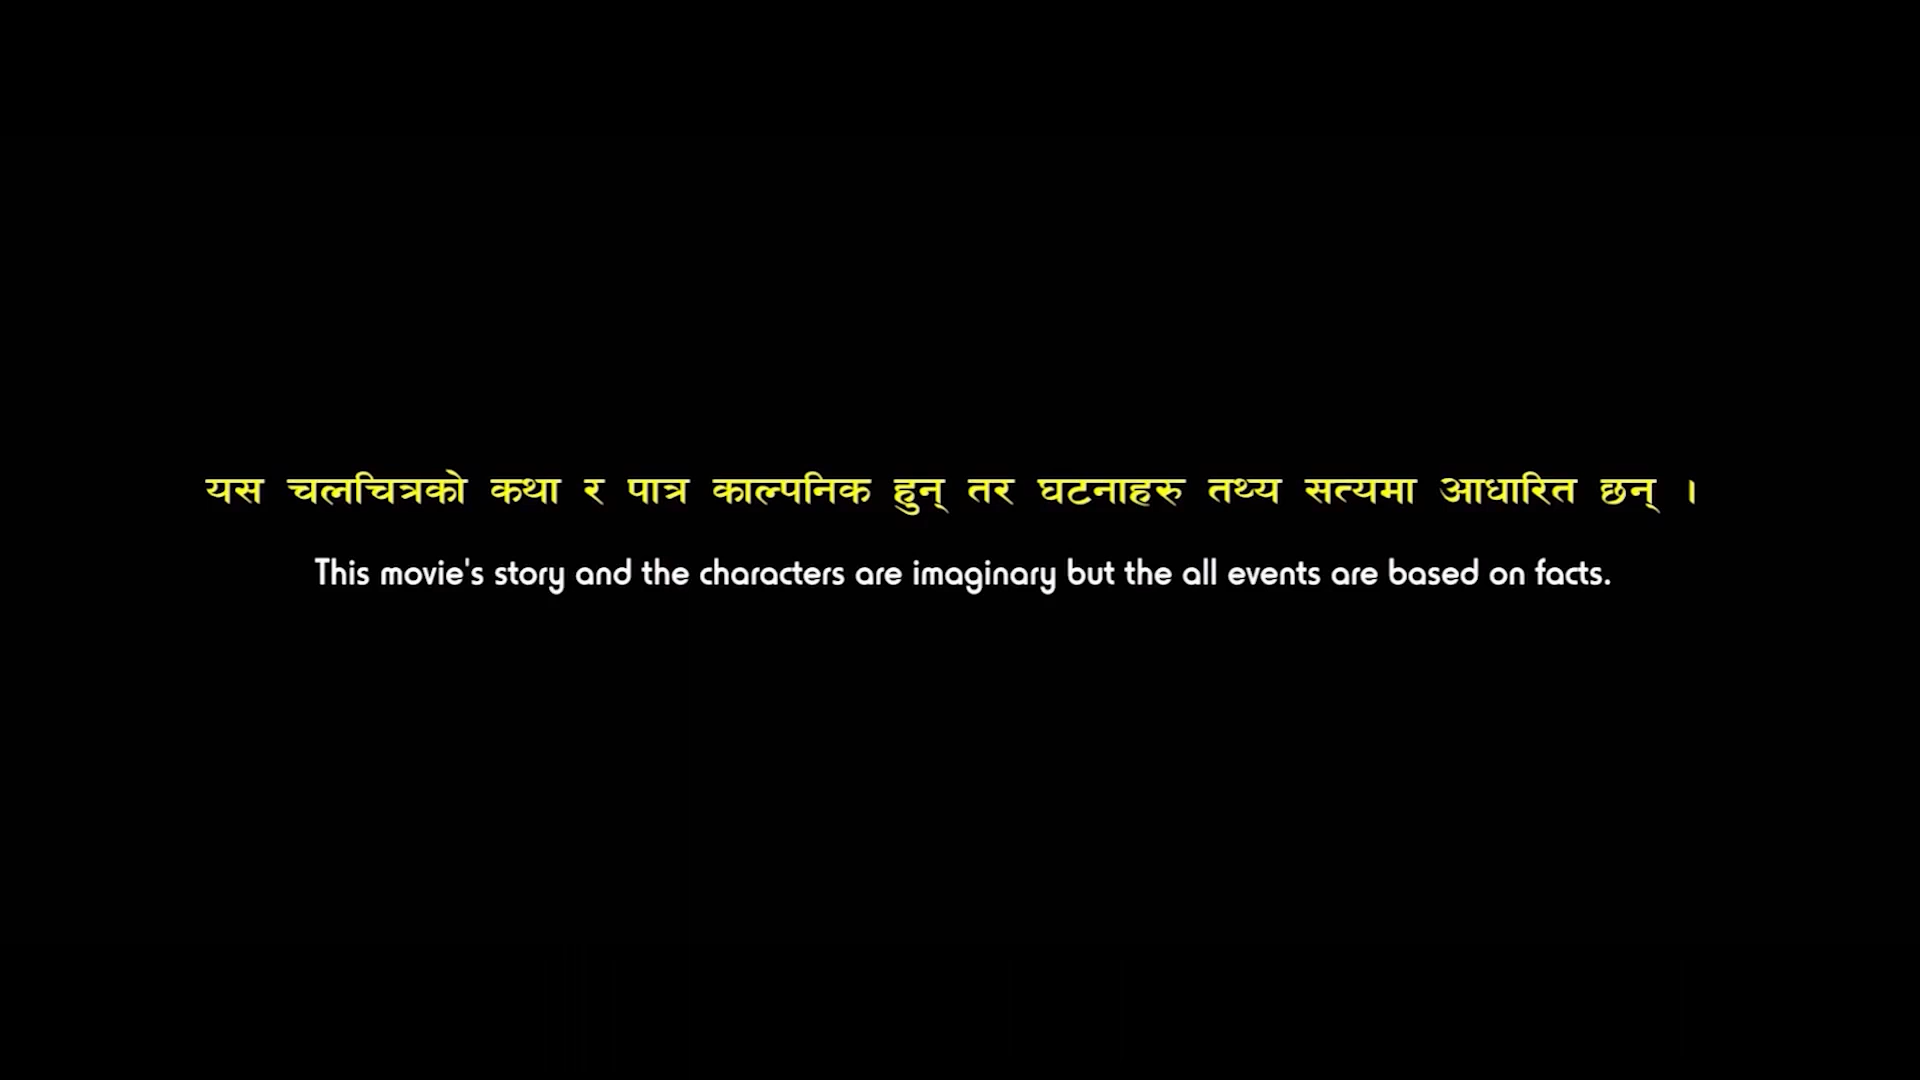 यस चलचित्रको कथा र पात्र काल्पनिक हुन् तर घटनाहरु तथ्य सत्यमा आधारित छन् ।
This movie's story and the characters are imaginary but the all events are based on facts.